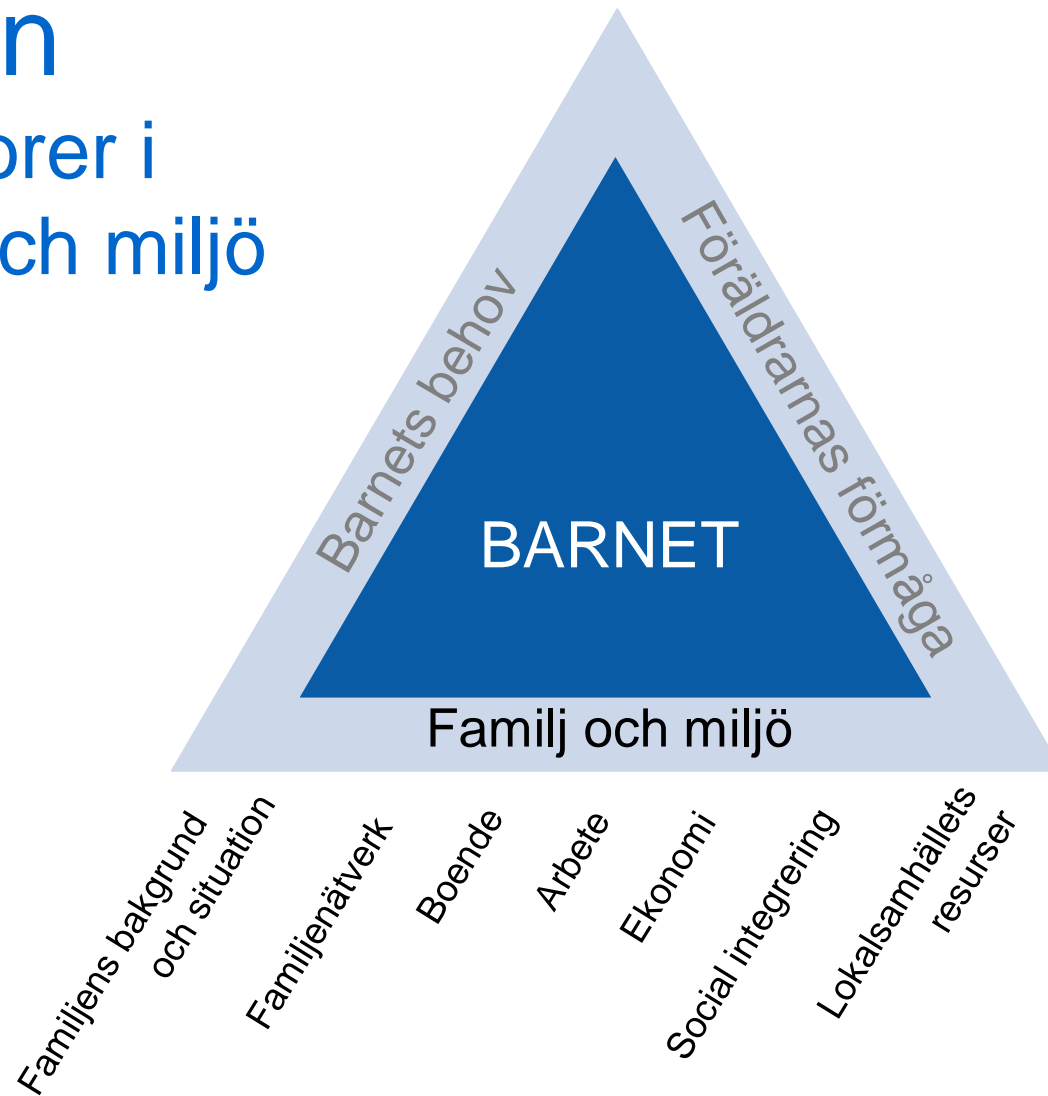 n
orer i
ch miljö
Barnets behov
Föräldrarnas förmåga
BARNET
Familj och miljö
Familjens bakgrund
och situation
Familjenätverk
Boende
Arbete
Ekonomi
Social integrering
Lokalsamhällets
resurser